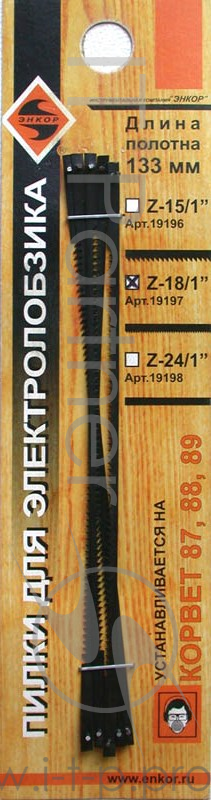 ЭНКОР
инструментальная компания "ЭНКОР"
Длина
полотна
133 мм
Z-15/1"
Арт.19196
Z-18/1"
Арт.19197
Z-24/1"
Арт.19198
ПИЛКИ ДЛЯ ЭЛЕКТРОЛОБЗИКА
УСТАНАВЛИВАЕТСЯ НА
КОРВЕТ 87, 88, 89
www.enkor.ru